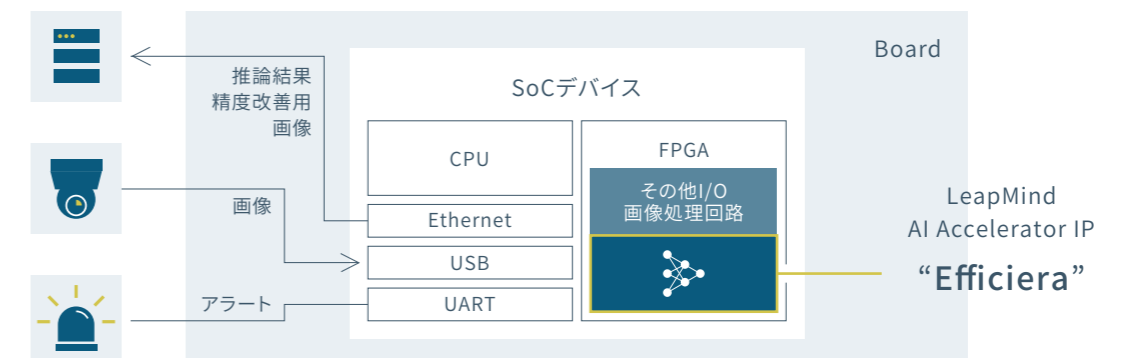 Board
SoCデバイス
推論結果
精度改善用
画像
CPU
FPGA
その他I/O
画像処理回路
画像
Ethernet
USB
アラート
UART
LeapMind
AI Accelerator IP
“Efficiera”